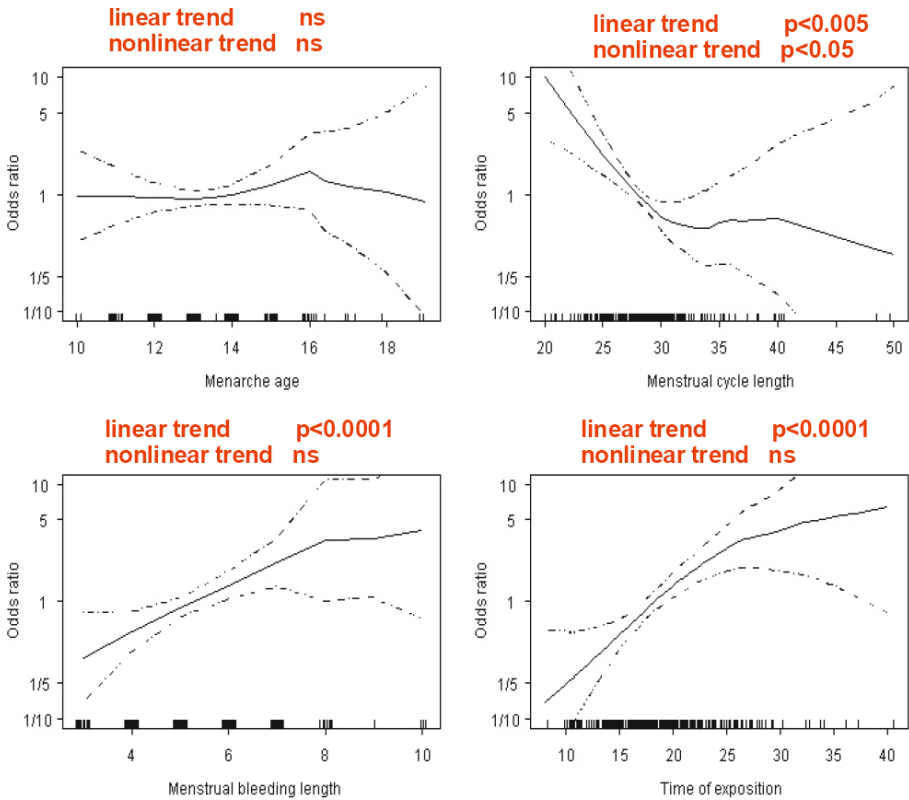 linear trend ns
nonlinear trend ns
10
5
1
1/5
1/10
Odds ratio
10 12 14 16 18
Menarche age
linear trend p<0.005
nonlinear trend p<0.05
10
5
1
1/5
1/10
Odds ratio
20 25 30 35 40 45 50
Menstrual cycle length
linear trend p<0.0001
nonlinear trend ns
10
5
1
1/5
1/10
Odds ratio
4 6 8 10
Menstrual bleeding length
linear trend p<0.0001
nonlinear trend ns
10
5
1
1/5
1/10
Odds ratio
10 15 20 25 30 35 40
Time of exposition